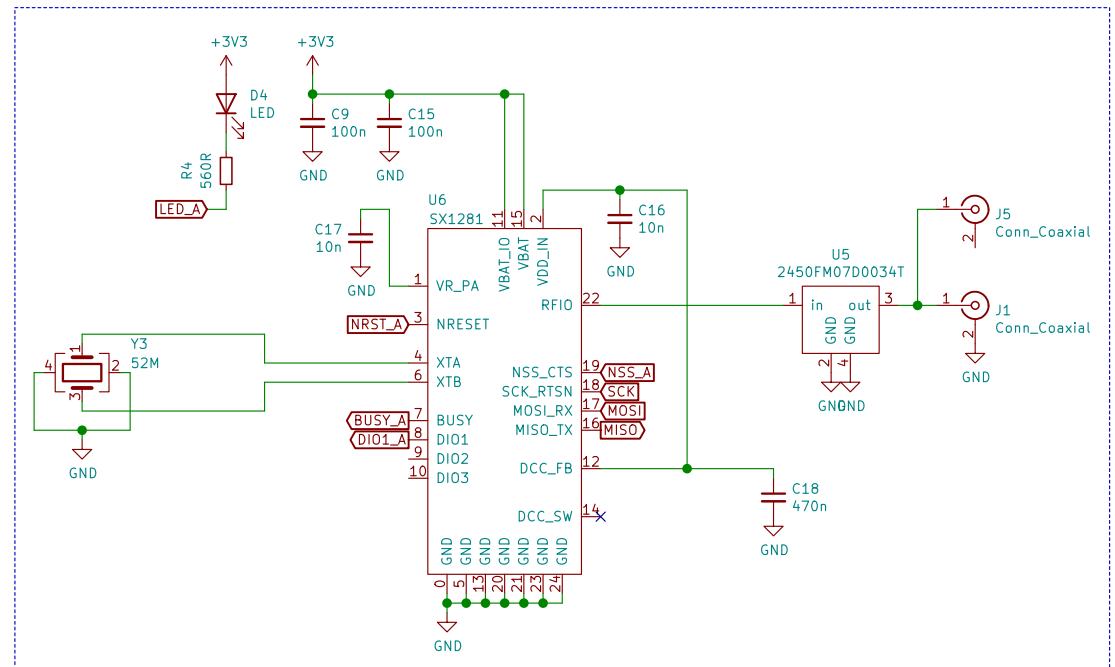 +3V3
+3V3
D4
LED
R4
560R
LED_A
C9
100n
GND
C15
100n
GND
C17
10n
GND
U6
SX1281
11
15
2
VBAT_IO
VBAT
VDD_IN
C16
10n
GND
1
VR_PA
NRST_A
3
NRESET
4
XTA
6
XTB
BUSY_A
7
BUSY
DIO1_A
8
DIO1
9
DIO2
10
DIO3
RFIO
22
NSS_CTS
19
NSS_A
SCK_RTSN
18
SCK
MOSI_RX
17
MOSI
MISO_TX
16
MISO
DCC_FB
12
DCC_SW
14
GND
GND
GND
GND
GND
GND
GND
0
5
13
20
21
23
24
GND
Y3
52M
1
4
2
3
GND
C18
470n
GND
U5
2450FM07D0034T
1
in
out
3
GND
GND
2
4
GND
GND
1
J5
Conn_Coaxial
2
1
J1
Conn_Coaxial
2
GND